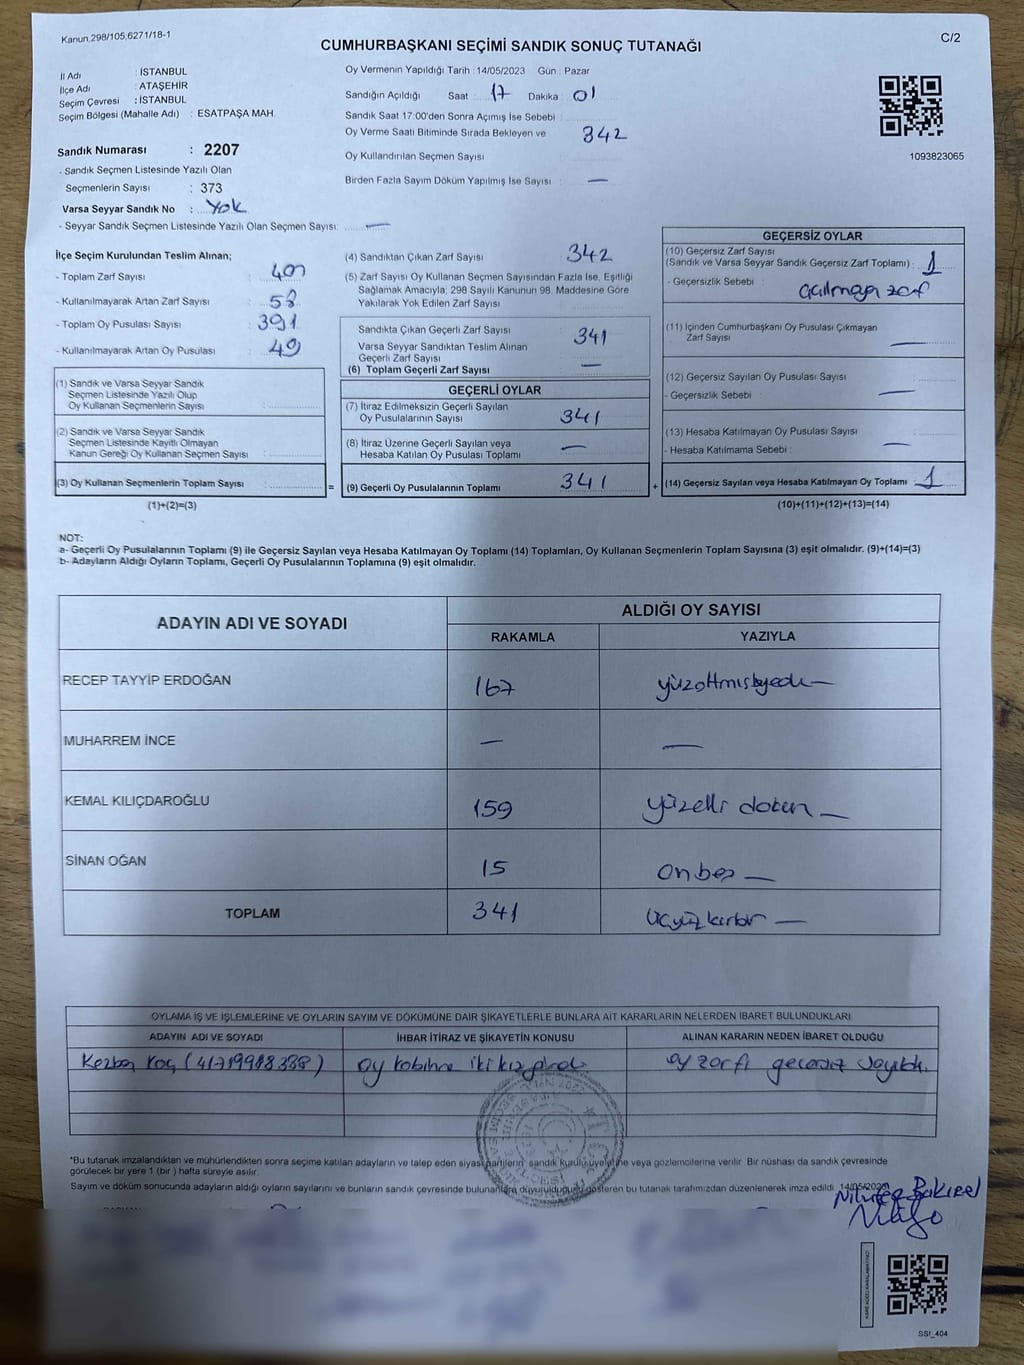 Kanun 298/105,6271/18-1
C/2
CUMHURBAŞKANI SEÇİMİ SANDIK SONUÇ TUTANAĞI
İl Adı : İSTANBUL
İlçe Adı : ATAŞEHİR
Seçim Çevresi : İSTANBUL
Seçim Bölgesi (Mahalle Adı) : ESATPAŞA MAH.
Sandık Numarası : 2207
- Sandık Seçmen Listesinde Yazılı Olan
Seçmenlerin Sayısı : 373
Varsa Seyyar Sandık No : Yok
- Seyyar Sandık Seçmen Listesinde Yazılı Olan Seçmen Sayısı: —
Oy Vermenin Yapıldığı Tarih : 14/05/2023 Gün : Pazar
Sandığın Açıldığı Saat : 17 Dakika : 01
Sandık Saat 17:00'den Sonra Açımış İse Sebebi :
Oy Verme Saati Bitiminde Sırada Bekleyen ve 342
Oy Kullandırılan Seçmen Sayısı
Birden Fazla Sayım Döküm Yapılmış İse Sayısı : —
1093823065
İlçe Seçim Kurulundan Teslim Alınan;
- Toplam Zarf Sayısı :
- Kullanılmayarak Artan Zarf Sayısı : 58
- Toplam Oy Pusulası Sayısı : 391
- Kullanılmayarak Artan Oy Pusulası : 49
(1) Sandık ve Varsa Seyyar Sandık
Seçmen Listesinde Yazılı Olup
Oy Kullanan Seçmenlerin Sayısı :
(2) Sandık ve Varsa Seyyar Sandık
Seçmen Listesinde Kayıtlı Olmayan
Kanun Gereği Oy Kullanan Seçmen Sayısı :
(3) Oy Kullanan Seçmenlerin Toplam Sayısı : =
(1)+(2)=(3)
(4) Sandıktan Çıkan Zarf Sayısı : 342
(5) Zarf Sayısı Oy Kullanan Seçmen Sayısından Fazla İse, Eşitliği
Sağlamak Amacıyla; 298 Sayılı Kanunun 98. Maddesine Göre
Yakılarak Yok Edilen Zarf Sayısı
Sandıkta Çıkan Geçerli Zarf Sayısı 341
Varsa Seyyar Sandıktan Teslim Alınan
Geçerli Zarf Sayısı
(6) Toplam Geçerli Zarf Sayısı : —
GEÇERLİ OYLAR
(7) İtiraz Edilmeksizin Geçerli Sayılan
Oy Pusulalarının Sayısı 341
(8) İtiraz Üzerine Geçerli Sayılan veya
Hesaba Katılan Oy Pusulası Toplamı : —
(9) Geçerli Oy Pusulalarının Toplamı : 341 +
GEÇERSİZ OYLAR
(10) Geçersiz Zarf Sayısı
(Sandık ve Varsa Seyyar Sandık Geçersiz Zarf Toplamı) : 1
- Geçersizlik Sebebi : açılmaya zarf
(11) İçinden Cumhurbaşkanı Oy Pusulası Çıkmayan
Zarf Sayısı —
(12) Geçersiz Sayılan Oy Pusulası Sayısı :
- Geçersizlik Sebebi : —
(13) Hesaba Katılmayan Oy Pusulası Sayısı :
- Hesaba Katılmama Sebebi : —
(14) Geçersiz Sayılan veya Hesaba Katılmayan Oy Toplamı : 1
(10)+(11)+(12)+(13)=(14)
NOT:
a- Geçerli Oy Pusulalarının Toplamı (9) ile Geçersiz Sayılan veya Hesaba Katılmayan Oy Toplamı (14) Toplamları, Oy Kullanan Seçmenlerin Toplam Sayısına (3) eşit olmalıdır. (9)+(14)=(3)
b- Adayların Aldığı Oyların Toplamı, Geçerli Oy Pusulalarının Toplamına (9) eşit olmalıdır.
ADAYIN ADI VE SOYADI
ALDIĞI OY SAYISI
RAKAMLA YAZIYLA
RECEP TAYYİP ERDOĞAN 167 yüzaltmışyedi —
MUHARREM İNCE — —
KEMAL KILIÇDAROĞLU 159 yüzelli dokuz —
SİNAN OĞAN 15 onbeş —
TOPLAM 341 üçyüzkırkbir —
OYLAMA İŞ VE İŞLEMLERİNE VE OYLARIN SAYIM VE DÖKÜMÜNE DAİR ŞİKAYETLERLE BUNLARA AİT KARARLARIN NELERDEN İBARET BULUNDUKLARI
ADAYIN ADI VE SOYADI İHBAR İTİRAZ VE ŞİKAYETİN KONUSU ALINAN KARARIN NEDEN İBARET OLDUĞU
Kezban Koç (41719918388) oy kabinine iki kız girdi oy zarfı geçersiz sayıldı.
*Bu tutanak imzalandıktan ve mühürlendikten sonra seçime katılan adayların ve talep eden siyasi partilerin sandık kurulu üyelerine veya gözlemcilerine verilir. Bir nüshası da sandık çevresinde
görülecek bir yere 1 (bir ) hafta süreyle asılır.
Sayım ve döküm sonucunda adayların aldığı oyların sayılarını ve bunların sandık çevresinde bulunanlara duyurulduğunu gösteren bu tutanak tarafımızdan düzenlenerek imza edildi. 14/05/2023
SSİ_404